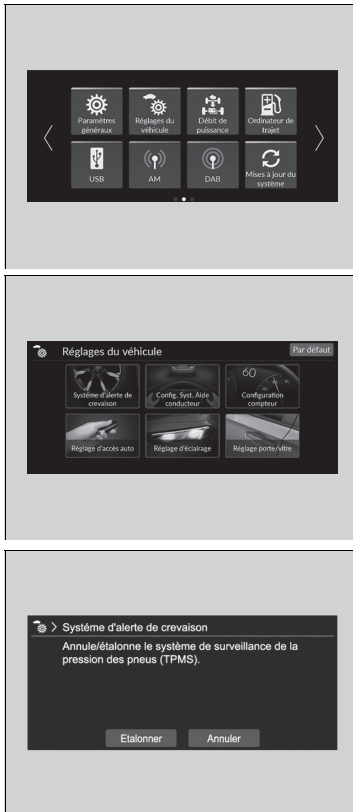 Paramètres généraux
Réglages du véhicule
Débit de puissance
Ordinateur de trajet
USB
AM
DAB
Mises à jour du système
Réglages du véhicule
Par défaut
Système d'alerte de crevaison
Config. Syst. Aide conducteur
60
Configuration compteur
Réglage d'accès auto
Réglage d'éclairage
Réglage porte/vitre
Systéme d'alerte de crevaison
Annule/étalonne le système de surveillance de la
pression des pneus (TPMS).
Etalonner
Annuler